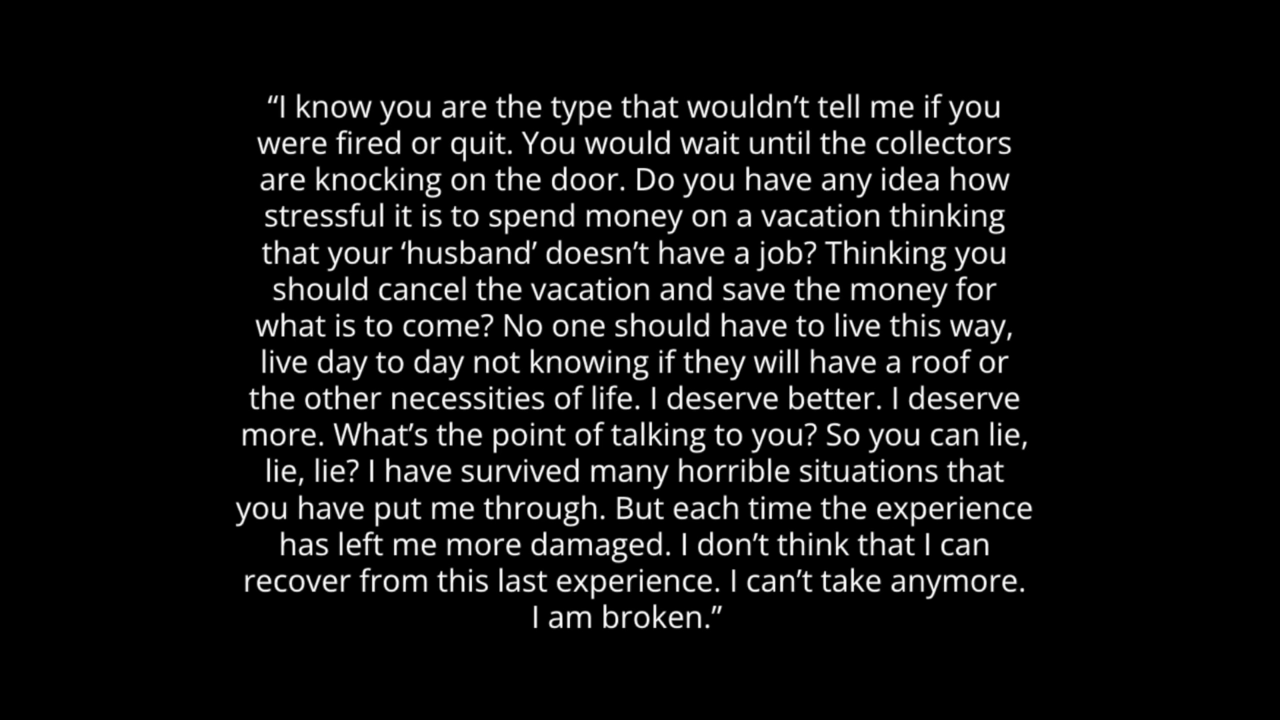 “I know you are the type that wouldn’t tell me if you
were fired or quit. You would wait until the collectors
are knocking on the door. Do you have any idea how
stressful it is to spend money on a vacation thinking
that your ‘husband’ doesn’t have a job? Thinking you
should cancel the vacation and save the money for
what is to come? No one should have to live this way,
live day to day not knowing if they will have a roof or
the other necessities of life. I deserve better. I deserve
more. What’s the point of talking to you? So you can lie,
lie, lie? I have survived many horrible situations that
you have put me through. But each time the experience
has left me more damaged. I don’t think that I can
recover from this last experience. I can’t take anymore.
I am broken.”